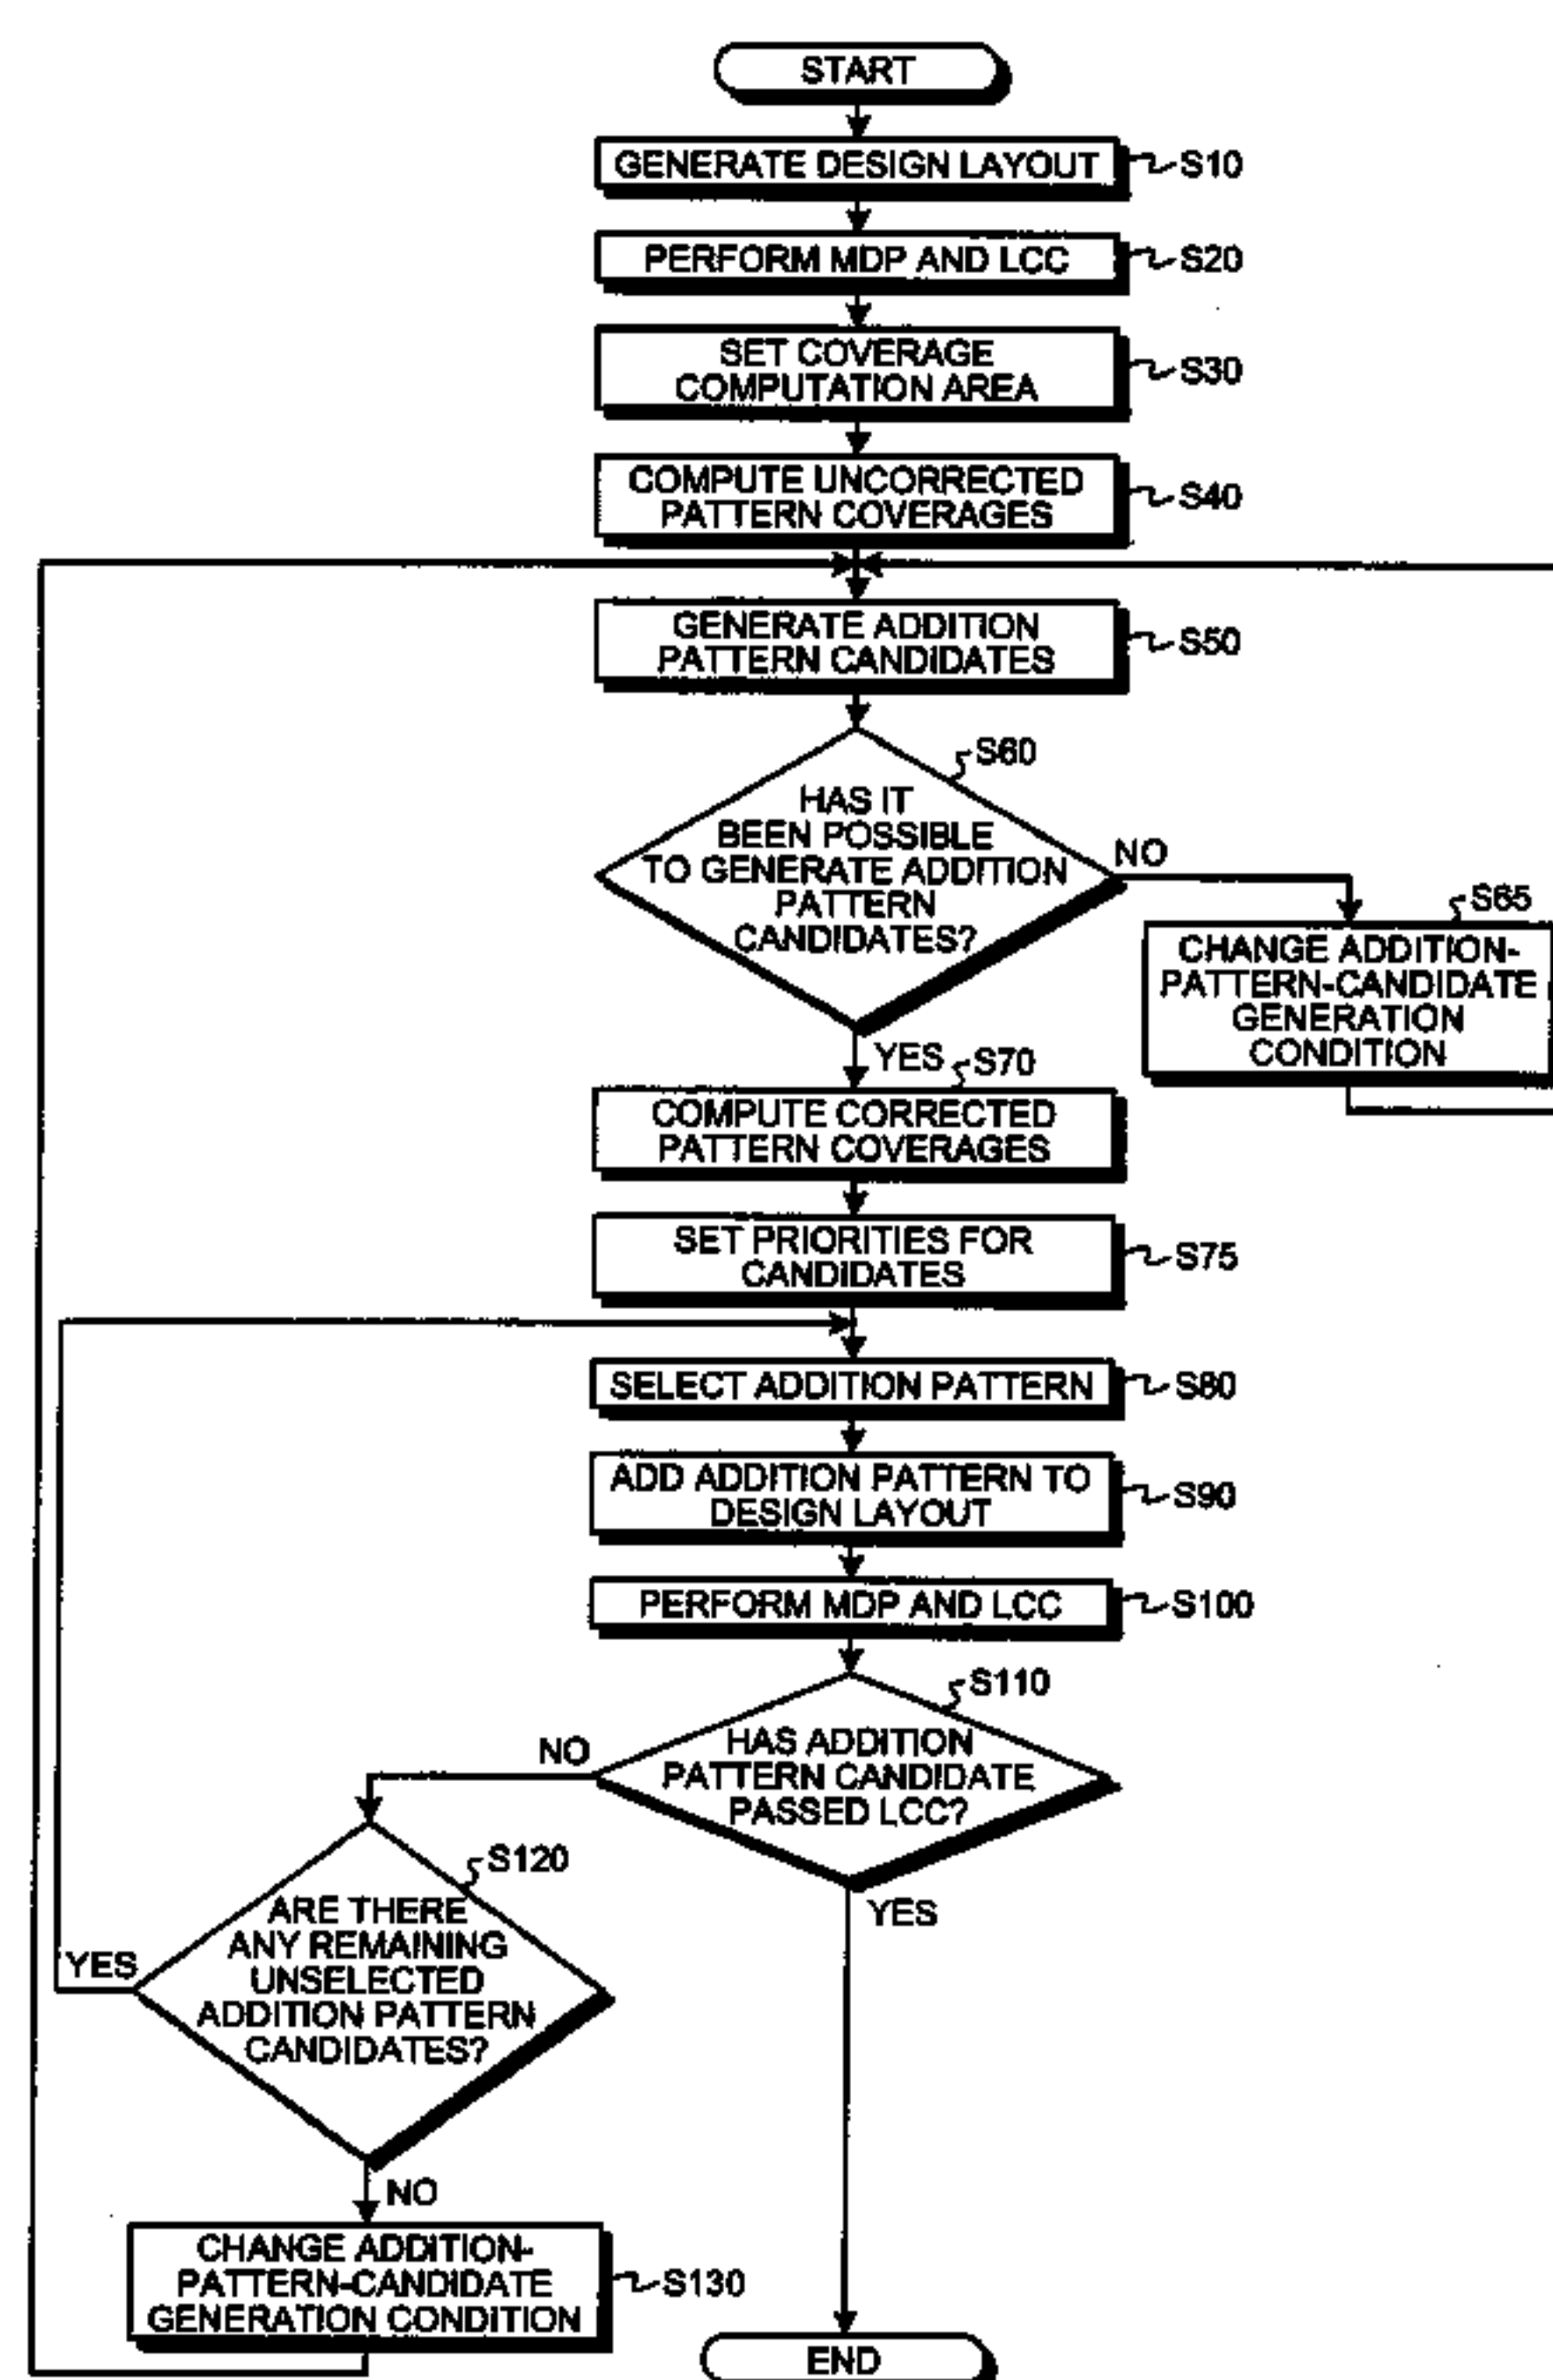 START
GENERATE DESIGN LAYOUT
S10
PERFORM MDP AND LCC
S20
SET COVERAGE
COMPUTATION AREA
S30
COMPUTE UNCORRECTED
PATTERN COVERAGES
S40
GENERATE ADDITION
PATTERN CANDIDATES
S50
S60
HAS IT
BEEN POSSIBLE
TO GENERATE ADDITION
PATTERN
CANDIDATES?
NO
S65
CHANGE ADDITION-
PATTERN-CANDIDATE
GENERATION
CONDITION
YES
S70
COMPUTE CORRECTED
PATTERN COVERAGES
SET PRIORITIES FOR
CANDIDATES
S75
SELECT ADDITION PATTERN
S80
ADD ADDITION PATTERN TO
DESIGN LAYOUT
S90
PERFORM MDP AND LCC
S100
S110
HAS ADDITION
PATTERN CANDIDATE
PASSED LCC?
NO
YES
S120
ARE THERE
ANY REMAINING
UNSELECTED
ADDITION PATTERN
CANDIDATES?
YES
NO
CHANGE ADDITION-
PATTERN-CANDIDATE
GENERATION CONDITION
S130
END